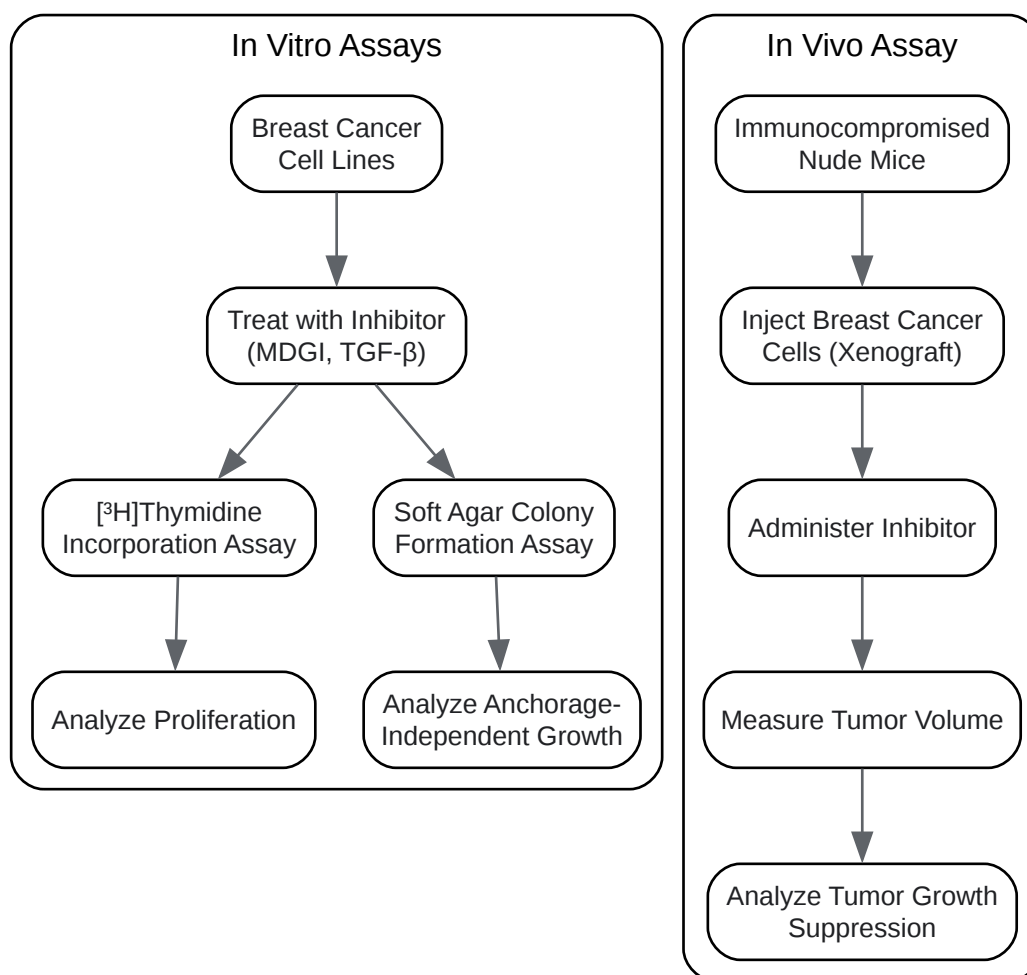 In Vitro Assays
Breast Cancer
Cell Lines
Treat with Inhibitor
(MDGI, TGF-β)
[³H]Thymidine
Incorporation Assay
Soft Agar Colony
Formation Assay
Analyze Proliferation
Analyze Anchorage-
Independent Growth
In Vivo Assay
Immunocompromised
Nude Mice
Inject Breast Cancer
Cells (Xenograft)
Administer Inhibitor
Measure Tumor Volume
Analyze Tumor Growth
Suppression